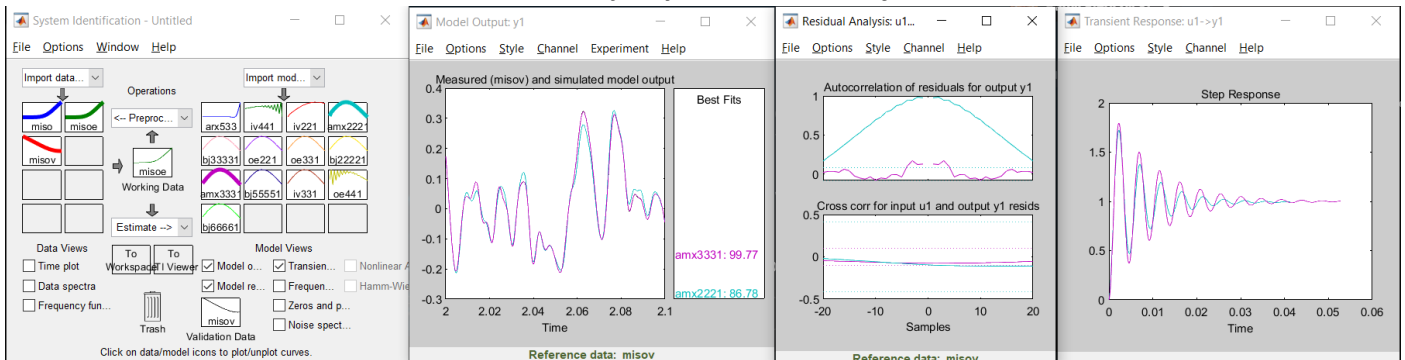 System Identification - Untitled
File Options Window Help
Import data...
Import mod...
Operations
<-- Preproc...
miso
misoe
arx533
iv441
iv221
amx2221
misov
misoe
bj33331
oe221
oe331
bj22221
Working Data
amx3331
bj55551
iv331
oe441
Estimate -->
bj66661
Data Views
To Workspace
To LTI Viewer
Model Views
Time plot
Model o...
Transien...
Nonlinear A
Data spectra
Model re...
Frequen...
Hamm-Wie
Frequency fun...
Zeros and p...
Trash
misov
Noise spect...
Validation Data
Click on data/model icons to plot/unplot curves.
Model Output: y1
File Options Style Channel Experiment Help
Measured (misov) and simulated model output
0.4
0.3
0.2
0.1
0
-0.1
-0.2
-0.3
2 2.02 2.04 2.06 2.08 2.1
Time
Best Fits
amx3331: 99.77
amx2221: 86.78
Reference data: misov
Residual Analysis: u1...
File Options Style Channel Help
Autocorrelation of residuals for output y1
1
0.5
0
Cross corr for input u1 and output y1 resids
0.5
0
-0.5
-20 -10 0 10 20
Samples
Reference data: misov
Transient Response: u1->y1
File Options Style Channel Help
Step Response
2
1.5
1
0.5
0
0 0.01 0.02 0.03 0.04 0.05 0.06
Time